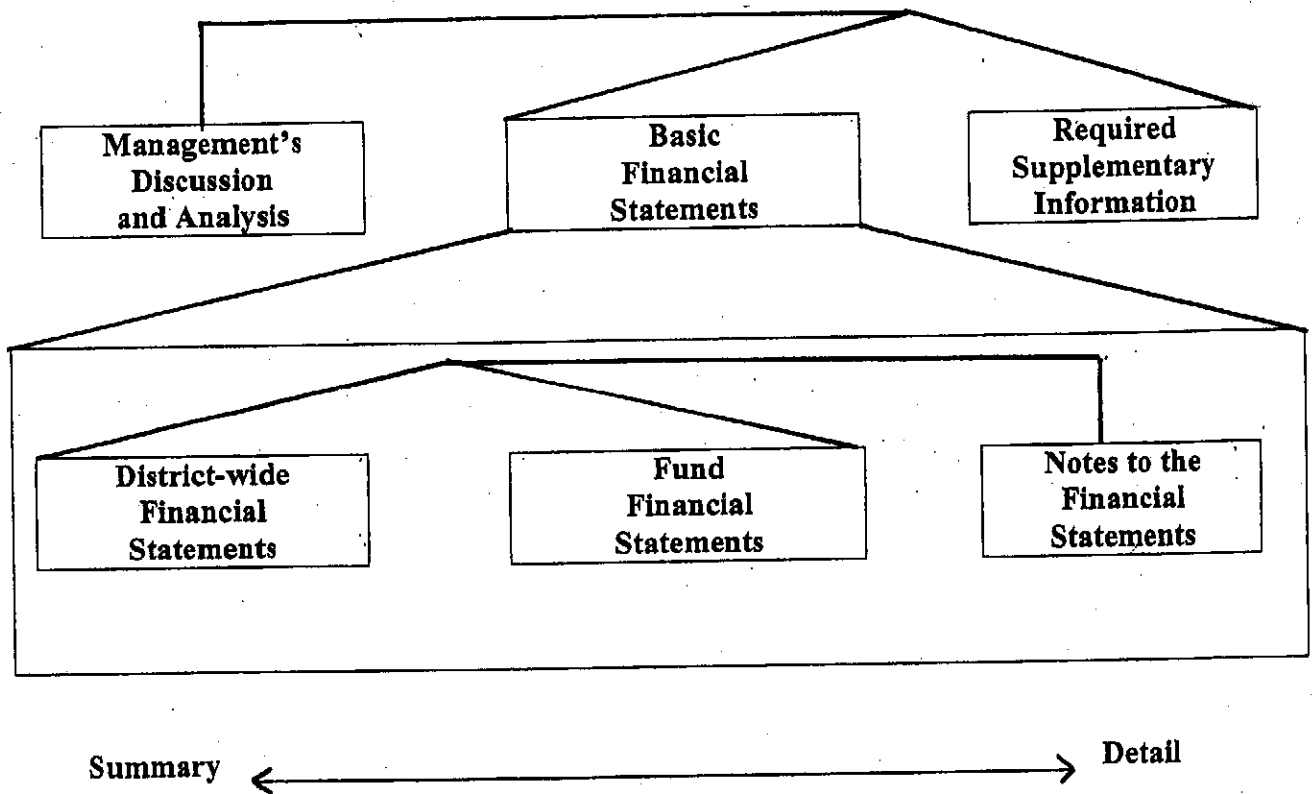 Management's
Discussion
and Analysis
Basic
Financial
Statements
Required
Supplementary
Information
District-wide
Financial
Statements
Fund
Financial
Statements
Notes to the
Financial
Statements
Summary
Detail